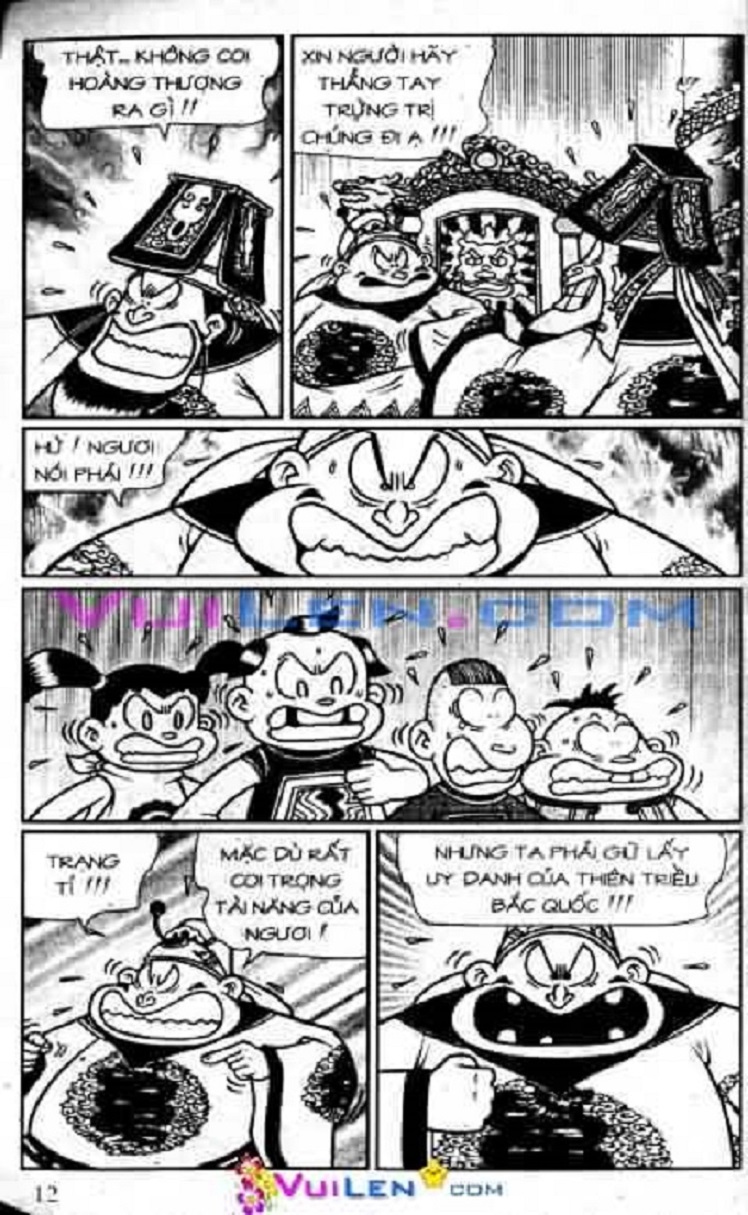 THẬT... KHÔNG COI
HOÀNG THƯỢNG
RA GÌ !!
XIN NGƯỜI HÃY
THẲNG TAY
TRỪNG TRỊ
CHÚNG ĐI Ạ !!!
HỪ ! NGƯƠI
NÓI PHẢI !!!
VUILEN.COM
TRẠNG
TÍ !!!
MẶC DÙ RẤT
COI TRỌNG
TÀI NĂNG CỦA
NGƯƠI !
NHƯNG TA PHẢI GIỮ LẤY
UY DANH CỦA THIÊN TRIỀU
BẮC QUỐC !!!
12
VUILEN COM